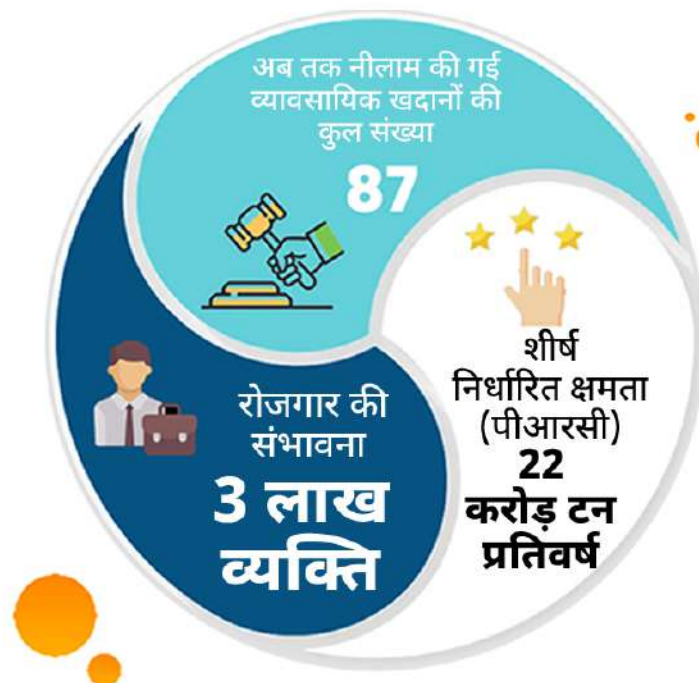 अब तक नीलाम की गई
व्यावसायिक खदानों की
कुल संख्या
87
शीर्ष
निर्धारित क्षमता
(पीआरसी)
22
करोड़ टन
प्रतिवर्ष
रोजगार की
संभावना
3 लाख
व्यक्ति